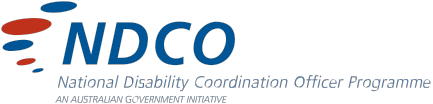 NDCO
National Disability Coordination Officer Programme
AN AUSTRALIAN GOVERNMENT INITIATIVE